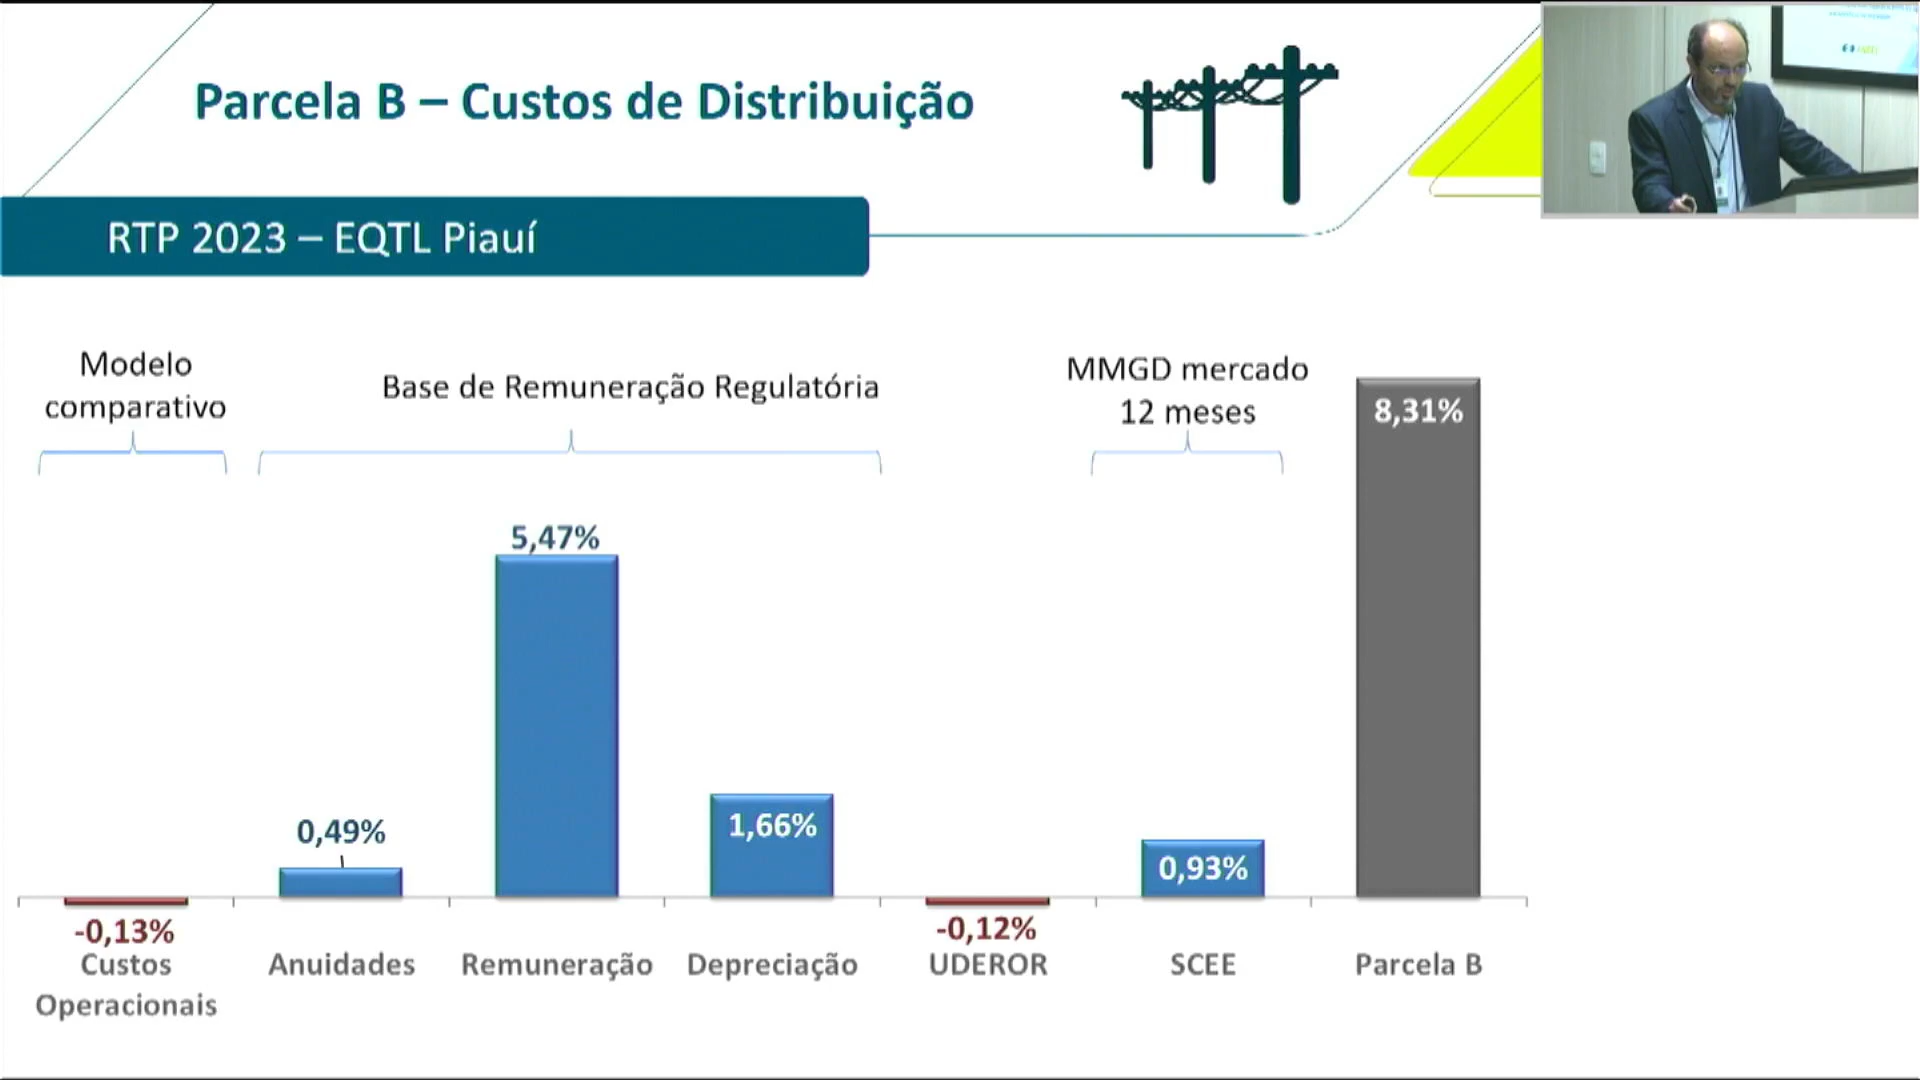 Parcela B – Custos de Distribuição
RTP 2023 – EQTL Piauí
Modelo
comparativo
Base de Remuneração Regulatória
MMGD mercado
12 meses
8,31%
5,47%
1,66%
0,49%
0,93%
-0,13%
-0,12%
Custos
Operacionais
Anuidades
Remuneração
Depreciação
UDEROR
SCEE
Parcela B